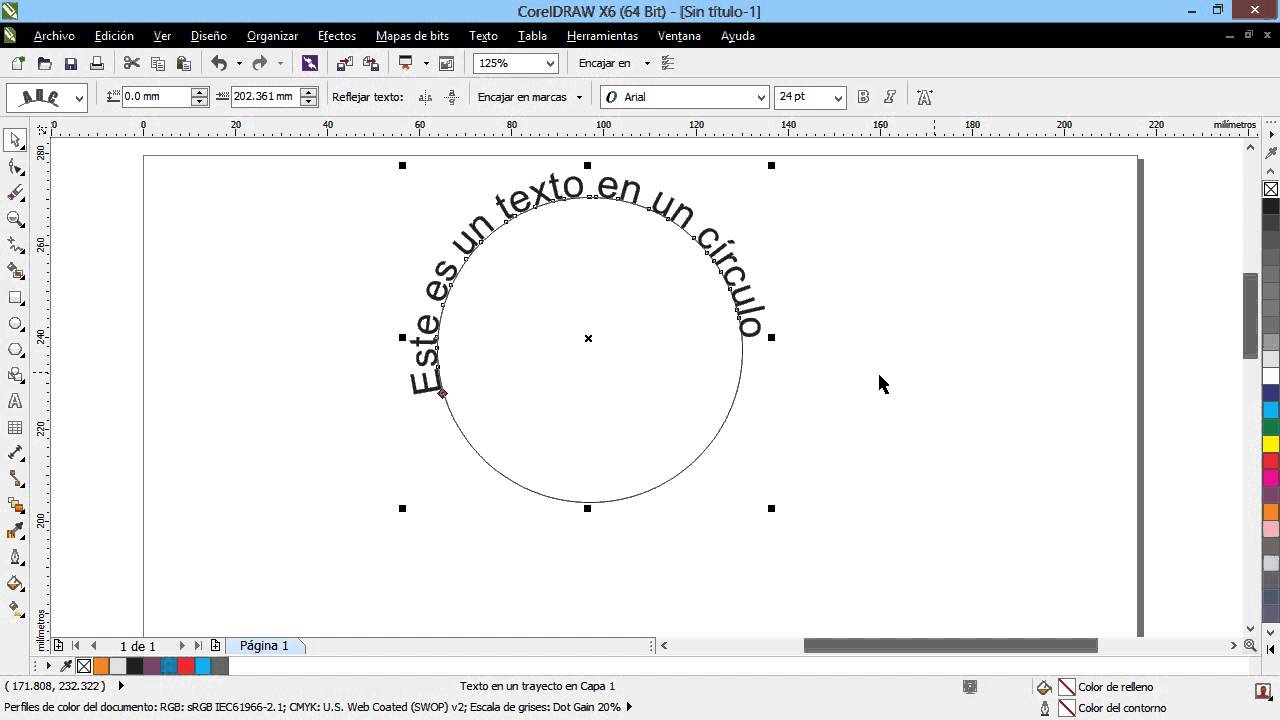 CorelDRAW X6 (64 Bit) - [Sin título-1]
Archivo Edición Ver Diseño Organizar Efectos Mapas de bits Texto Tabla Herramientas Ventana Ayuda
125% Encajar en
ABC 0.0 mm 202.361 mm Reflejar texto: Encajar en marcas O Arial 24 pt B I
0 20 40 60 80 100 120 140 160 180 200 220 milímetros
280
260
240
220
200
milímetros
Este es un texto en un círculo
1 de 1 Página 1
( 171.808, 232.322 ) Texto en un trayecto en Capa 1 Color de relleno
Perfiles de color del documento: RGB: sRGB IEC61966-2.1; CMYK: U.S. Web Coated (SWOP) v2; Escala de grises: Dot Gain 20% Color del contorno